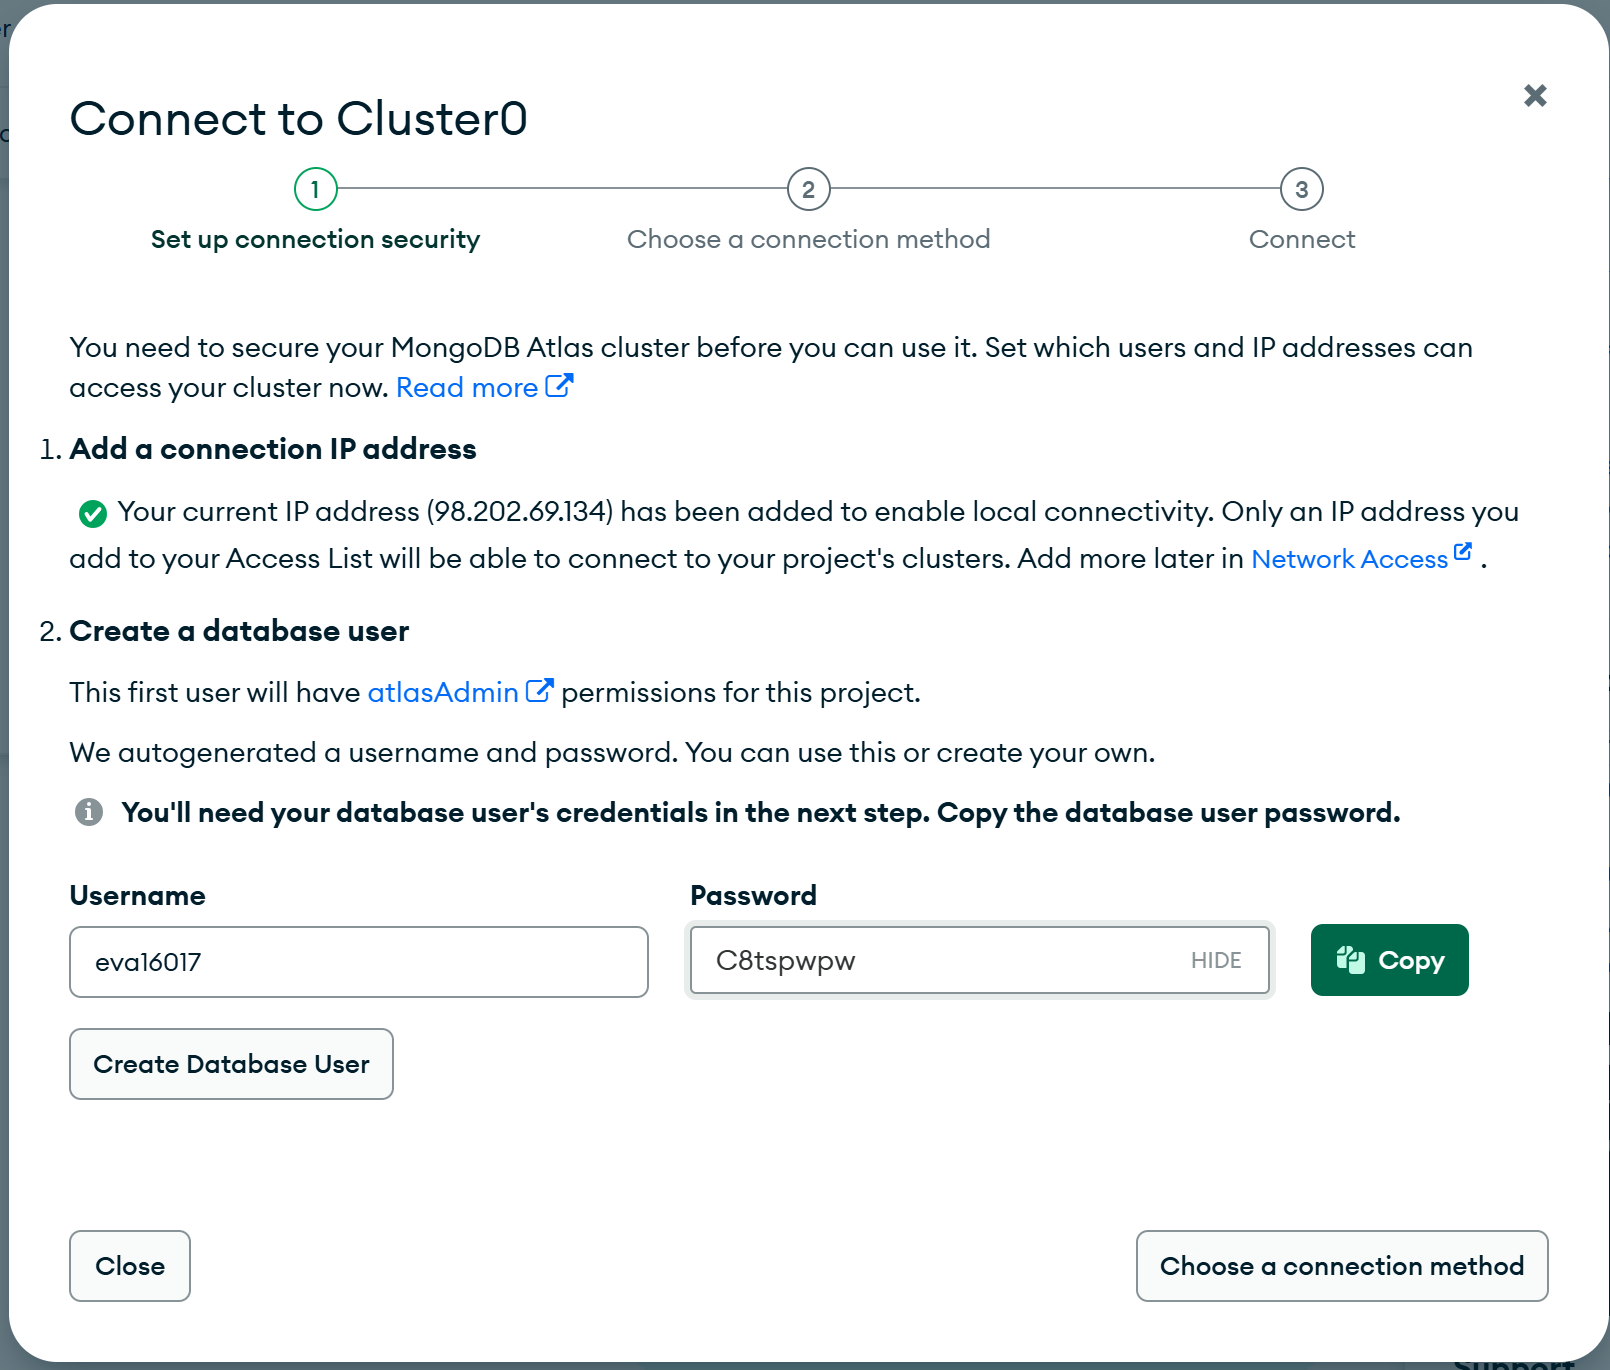 Connect to Cluster0
1
2
3
Set up connection security
Choose a connection method
Connect
You need to secure your MongoDB Atlas cluster before you can use it. Set which users and IP addresses can
access your cluster now. Read more
1. Add a connection IP address
Your current IP address (98.202.69.134) has been added to enable local connectivity. Only an IP address you
add to your Access List will be able to connect to your project's clusters. Add more later in Network Access .
2. Create a database user
This first user will have atlasAdmin permissions for this project.
We autogenerated a username and password. You can use this or create your own.
You'll need your database user's credentials in the next step. Copy the database user password.
Username
Password
eva16017
C8tspwpw
HIDE
Copy
Create Database User
Close
Choose a connection method
Support